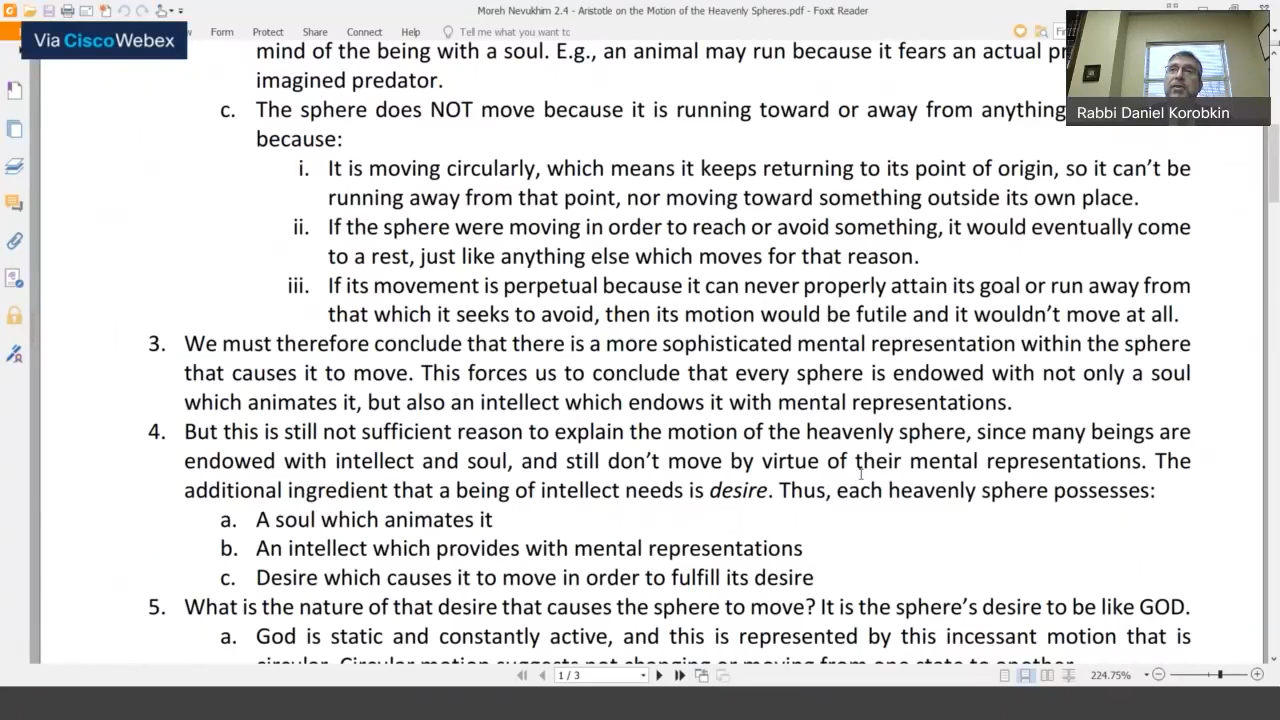 Moreh Nevukhim 2.4 - Aristotle on the Motion of the Heavenly Spheres.pdf - Foxit Reader
Via CiscoWebex
Form Protect Share Connect Help Tell me what you want to
mind of the being with a soul. E.g., an animal may run because it fears an actual
imagined predator.
Rabbi Daniel Korobkin
c. The sphere does NOT move because it is running toward or away from anything
because:
i. It is moving circularly, which means it keeps returning to its point of origin, so it can't be
running away from that point, nor moving toward something outside its own place.
ii. If the sphere were moving in order to reach or avoid something, it would eventually come
to a rest, just like anything else which moves for that reason.
iii. If its movement is perpetual because it can never properly attain its goal or run away from
that which it seeks to avoid, then its motion would be futile and it wouldn't move at all.
3. We must therefore conclude that there is a more sophisticated mental representation within the sphere
that causes it to move. This forces us to conclude that every sphere is endowed with not only a soul
which animates it, but also an intellect which endows it with mental representations.
4. But this is still not sufficient reason to explain the motion of the heavenly sphere, since many beings are
endowed with intellect and soul, and still don't move by virtue of their mental representations. The
additional ingredient that a being of intellect needs is desire. Thus, each heavenly sphere possesses:
a. A soul which animates it
b. An intellect which provides with mental representations
c. Desire which causes it to move in order to fulfill its desire
5. What is the nature of that desire that causes the sphere to move? It is the sphere's desire to be like GOD.
a. God is static and constantly active, and this is represented by this incessant motion that is
circular. Circular motion suggests not changing or moving from one state to another
1 / 3
224.75%